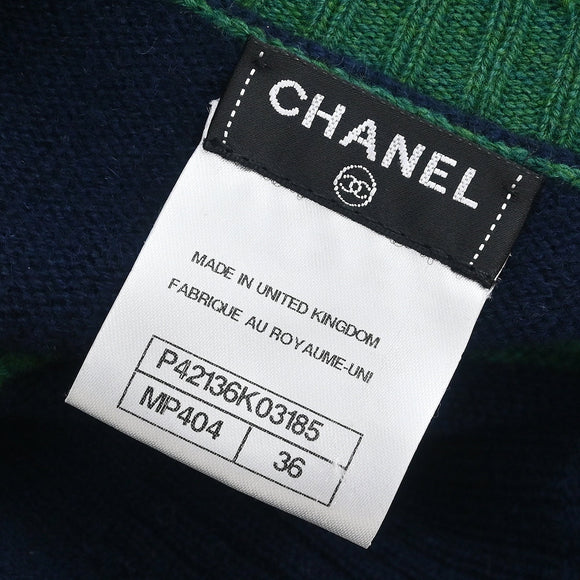 CHANEL
MADE IN UNITED KINGDOM
FABRIQUE AU ROYAUME-UNI
P42136K03185
MP404 36